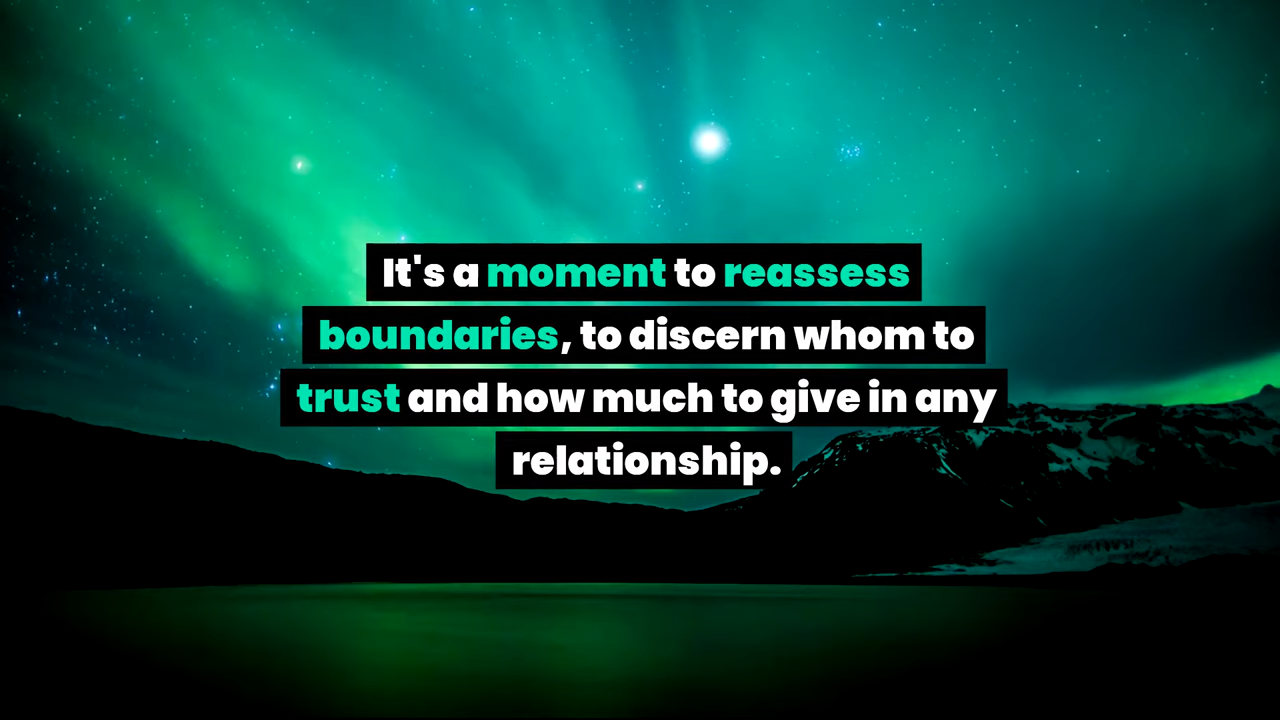 It's a moment to reassess
boundaries, to discern whom to
trust and how much to give in any
relationship.